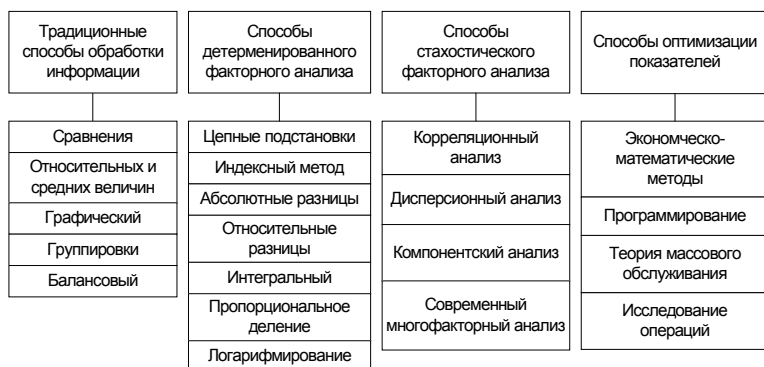 Традиционные
способы обработки
информации
Сравнения
Относительных и
средних величин
Графический
Группировки
Балансовый
Способы
детерменированного
факторного анализа
Цепные подстановки
Индексный метод
Абсолютные разницы
Относительные
разницы
Интегральный
Пропорциональное
деление
Логарифмирование
Способы
стахостического
факторного анализа
Корреляционный
анализ
Дисперсионный анализ
Компонентский анализ
Современный
многофакторный анализ
Способы оптимизации
показателей
Экономческо-
математические
методы
Программирование
Теория массового
обслуживания
Исследование
операций